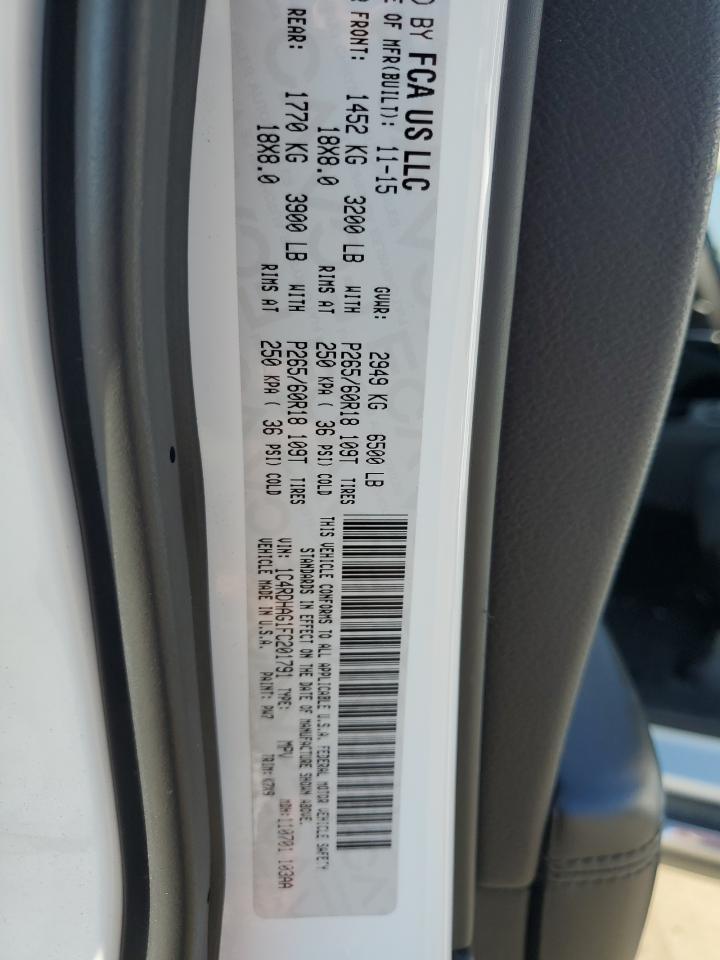 BY FCA US LLC
OF MFR(BUILT): 11-15 GVWR: 2949 KG 6500 LB
FRONT: 1452 KG 3200 LB WITH P265/60R18 109T TIRES
18X8.0 RIMS AT 250 KPA ( 36 PSI) COLD
REAR: 1770 KG 3900 LB WITH P265/60R18 109T TIRES
18X8.0 RIMS AT 250 KPA ( 36 PSI) COLD
THIS VEHICLE CONFORMS TO ALL APPLICABLE U.S.A. FEDERAL MOTOR VEHICLE SAFETY
STANDARDS IN EFFECT ON THE DATE OF MANUFACTURE SHOWN ABOVE.
VIN: 1C4RDHAG1FC201791 TYPE: MPV MDH:110701 103AA
VEHICLE MADE IN U.S.A. PAINT: PW7 TRIM: